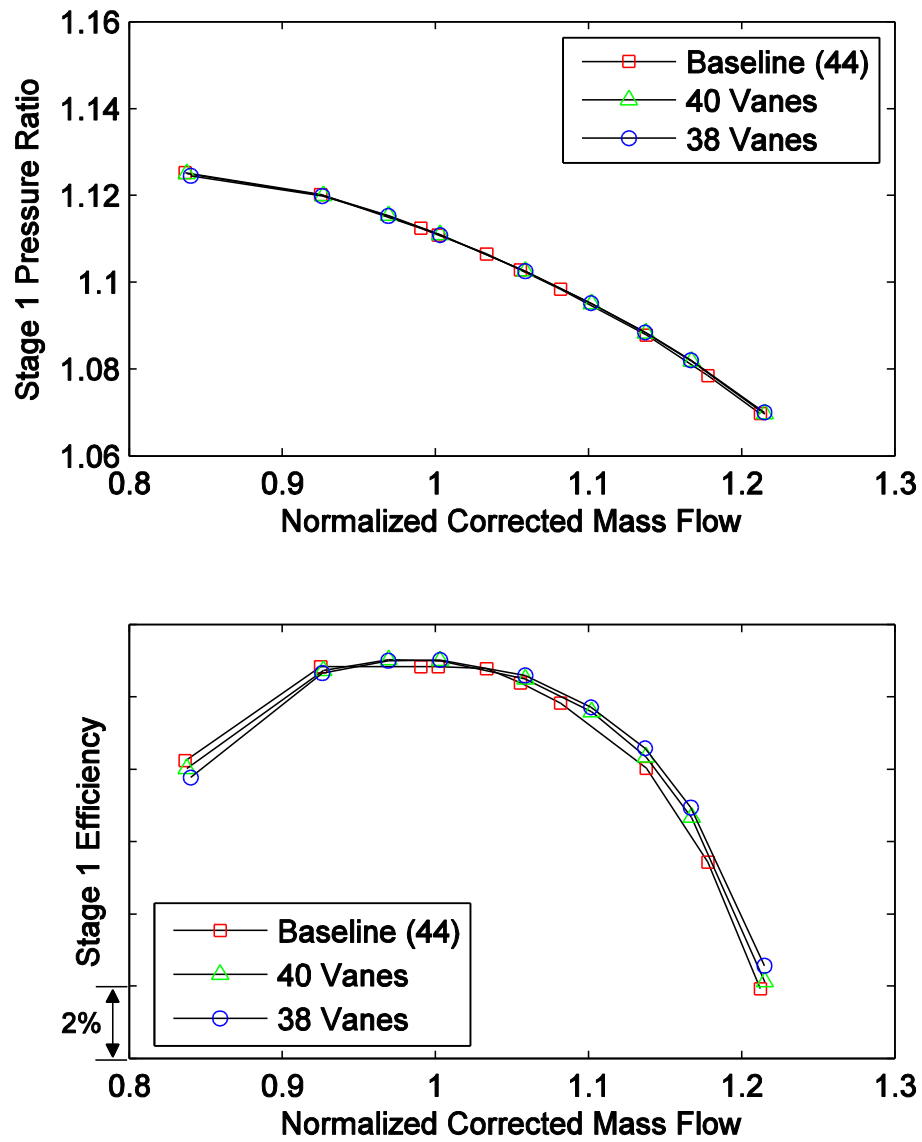 1.16
1.14
1.12
1.1
1.08
1.06
Stage 1 Pressure Ratio
Baseline (44)
40 Vanes
38 Vanes
0.8 0.9 1 1.1 1.2 1.3
Normalized Corrected Mass Flow
Stage 1 Efficiency
2%
Baseline (44)
40 Vanes
38 Vanes
0.8 0.9 1 1.1 1.2 1.3
Normalized Corrected Mass Flow